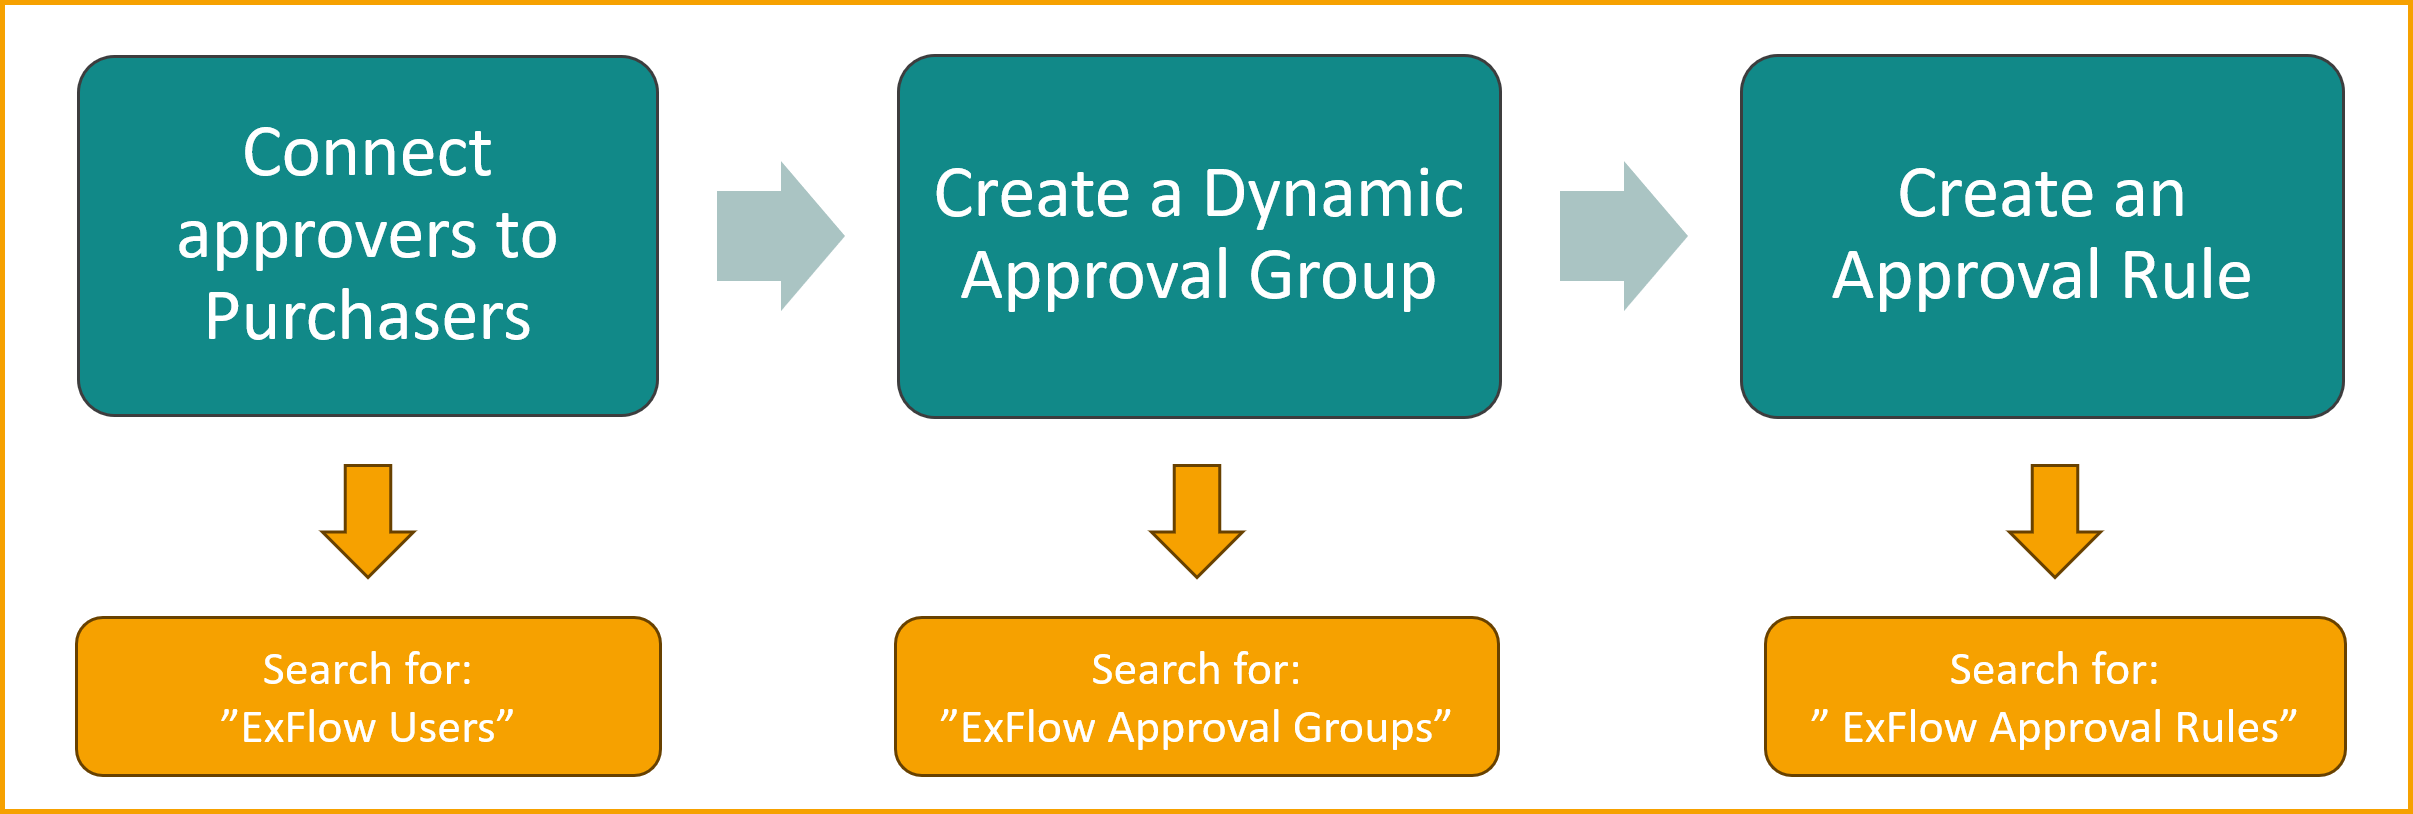 Connect
approvers to
Purchasers
Create a Dynamic
Approval Group
Create an
Approval Rule
Search for:
”ExFlow Users”
Search for:
”ExFlow Approval Groups”
Search for:
” ExFlow Approval Rules”